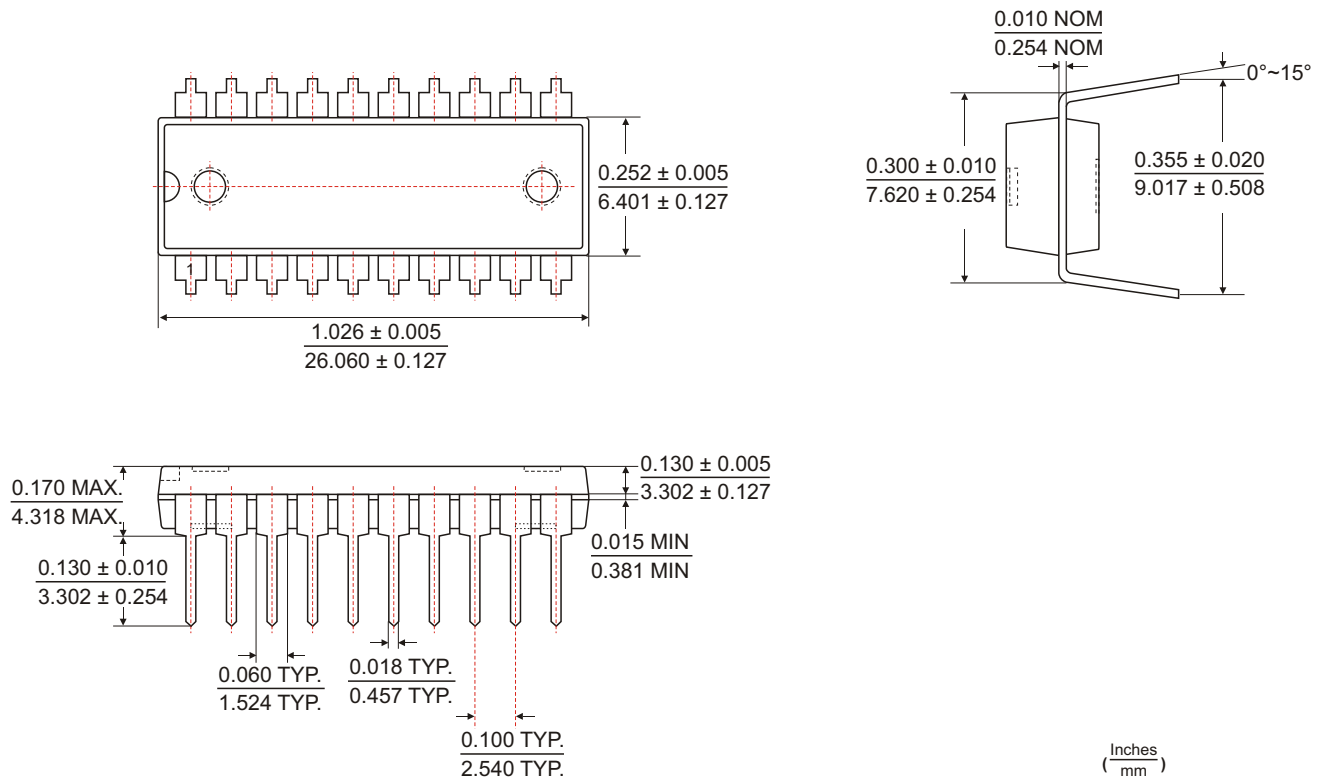 0.010 NOM
0.254 NOM
0°~15°
0.252 ± 0.005
6.401 ± 0.127
0.300 ± 0.010
7.620 ± 0.254
0.355 ± 0.020
9.017 ± 0.508
1
1.026 ± 0.005
26.060 ± 0.127
0.170 MAX.
4.318 MAX.
0.130 ± 0.005
3.302 ± 0.127
0.015 MIN
0.381 MIN
0.130 ± 0.010
3.302 ± 0.254
0.060 TYP.
1.524 TYP.
0.018 TYP.
0.457 TYP.
0.100 TYP.
2.540 TYP.
(Inches
mm)